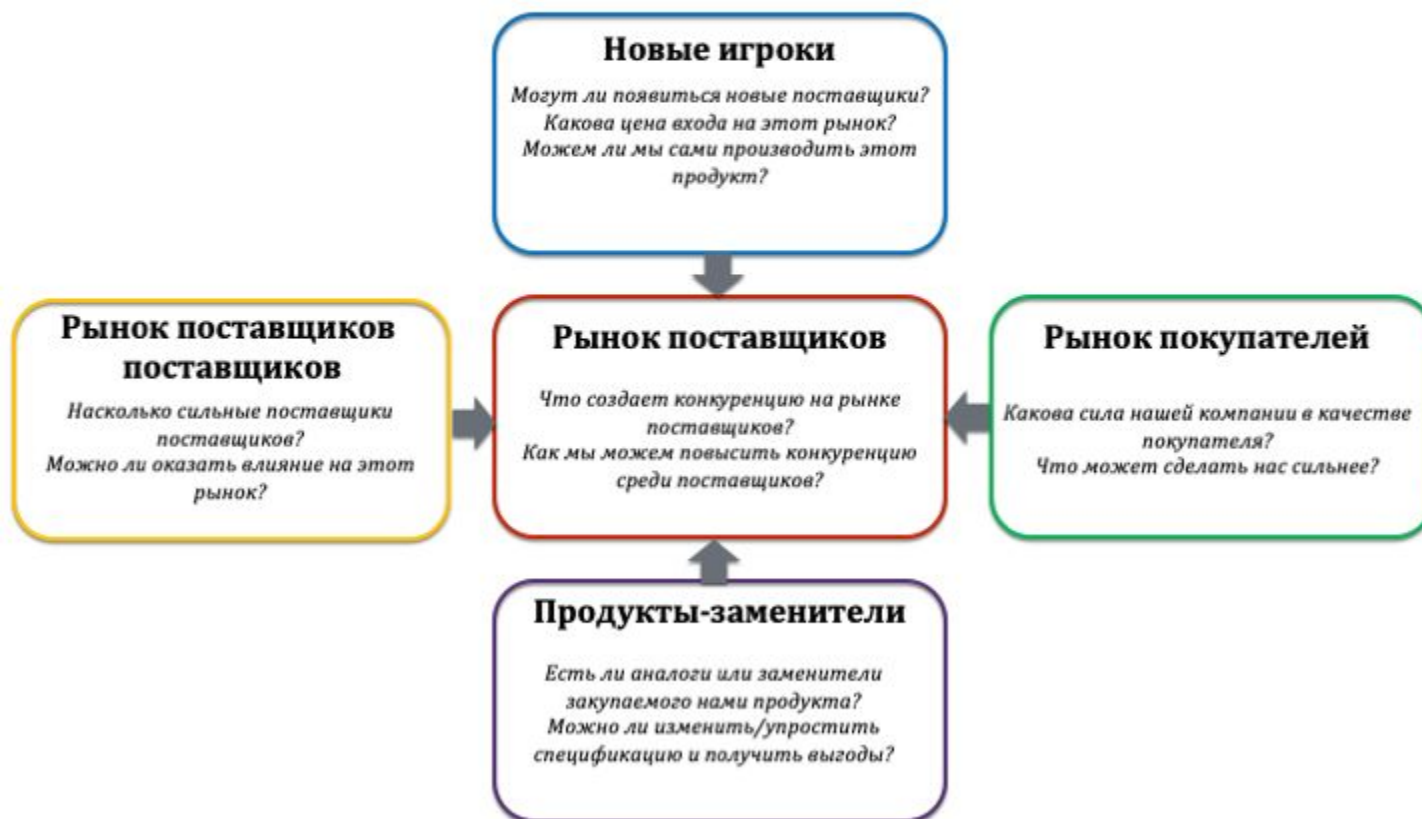 Новые игроки
Могут ли появиться новые поставщики?
Какова цена входа на этот рынок?
Можем ли мы сами производить этот
продукт?
Рынок поставщиков
поставщиков
Насколько сильные поставщики
поставщиков?
Можно ли оказать влияние на этот
рынок?
Рынок поставщиков
Что создает конкуренцию на рынке
поставщиков?
Как мы можем повысить конкуренцию
среди поставщиков?
Рынок покупателей
Какова сила нашей компании в качестве
покупателя?
Что может сделать нас сильнее?
Продукты-заменители
Есть ли аналоги или заменители
закупаемого нами продукта?
Можно ли изменить/упростить
спецификацию и получить выгоды?